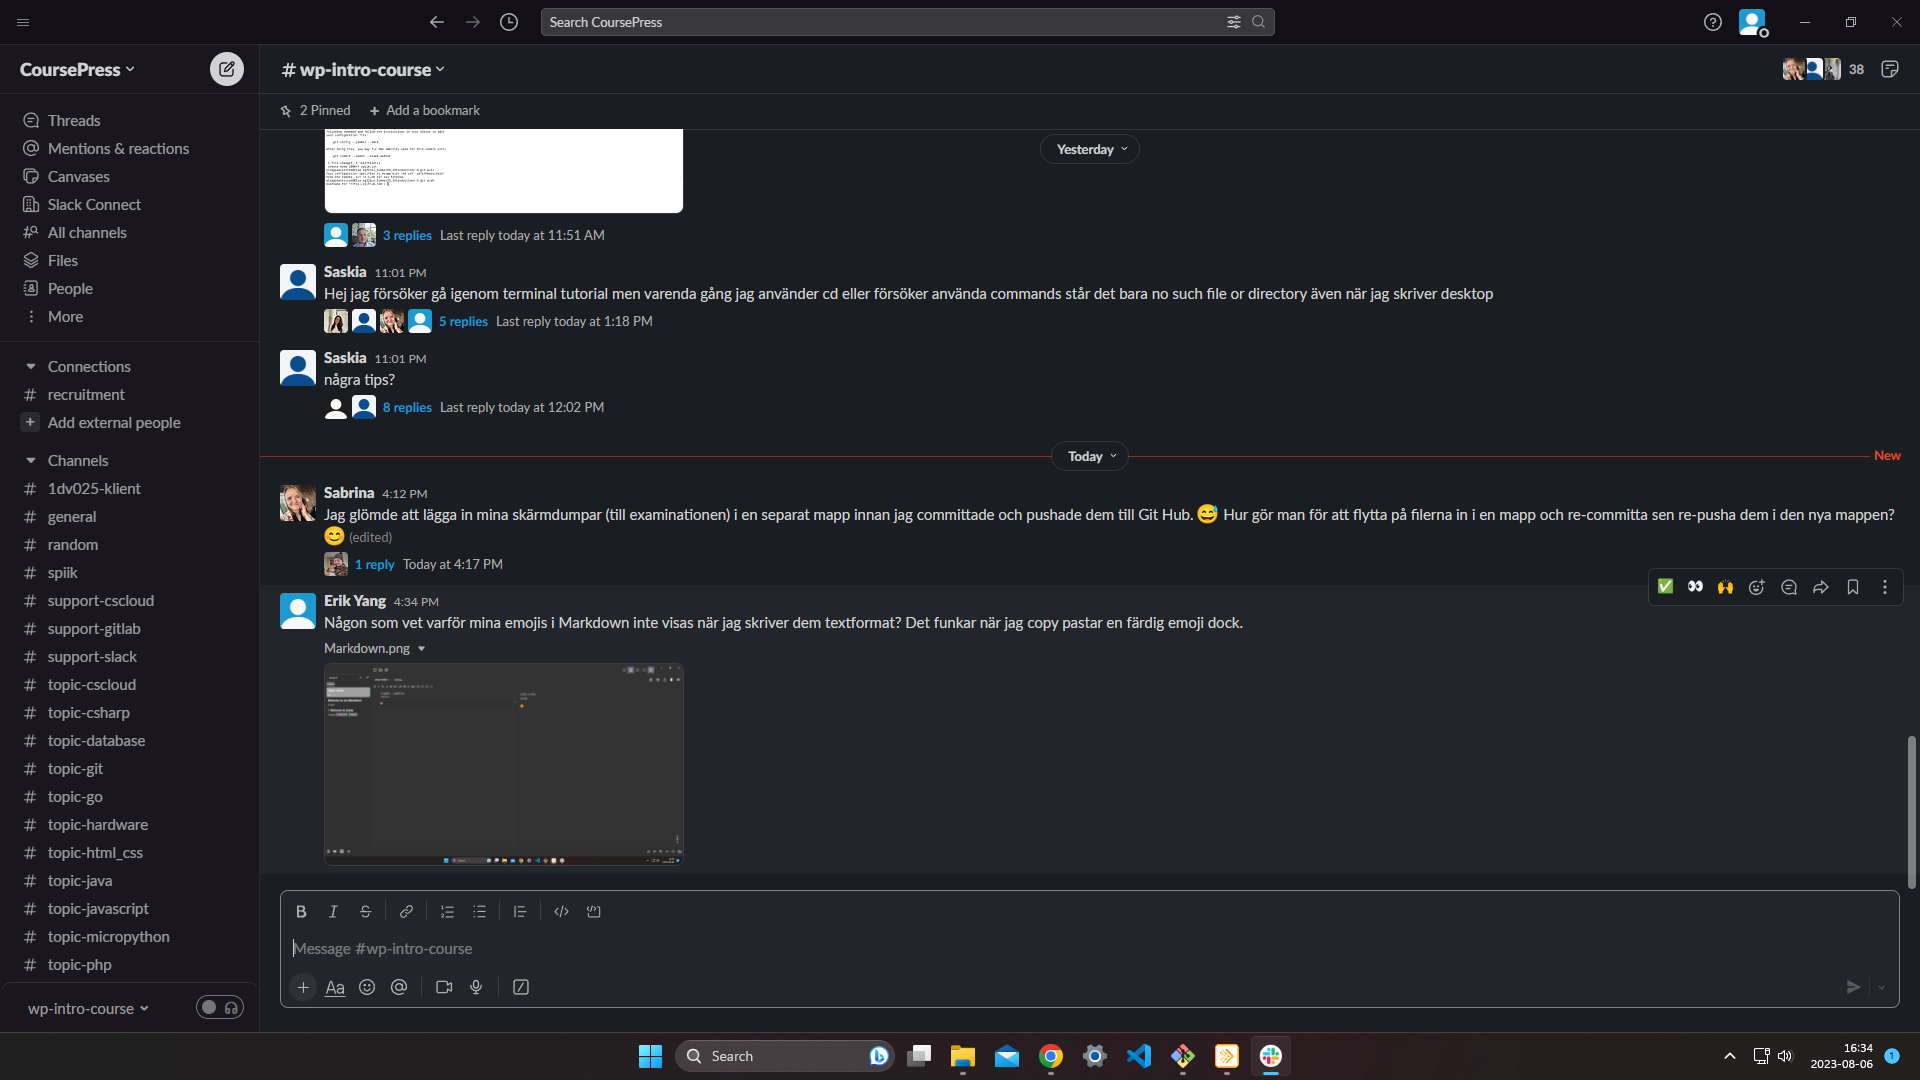 Search CoursePress
CoursePress
# wp-intro-course
38
2 Pinned
Add a bookmark
Threads
Mentions & reactions
Canvases
Slack Connect
All channels
Files
People
More
Connections
# recruitment
+ Add external people
Channels
# 1dv025-klient
# general
# random
# spiik
# support-cscloud
# support-gitlab
# support-slack
# topic-cscloud
# topic-csharp
# topic-database
# topic-git
# topic-go
# topic-hardware
# topic-html_css
# topic-java
# topic-javascript
# topic-micropython
# topic-php
wp-intro-course
Yesterday
3 replies Last reply today at 11:51 AM
Saskia 11:01 PM
Hej jag försöker gå igenom terminal tutorial men varenda gång jag använder cd eller försöker använda commands står det bara no such file or directory även när jag skriver desktop
5 replies Last reply today at 1:18 PM
Saskia 11:01 PM
några tips?
8 replies Last reply today at 12:02 PM
Today
New
Sabrina 4:12 PM
Jag glömde att lägga in mina skärmdumpar (till examinationen) i en separat mapp innan jag committade och pushade dem till Git Hub. 😅 Hur gör man för att flytta på filerna in i en mapp och re-committa sen re-pusha dem i den nya mappen?
😊 (edited)
1 reply Today at 4:17 PM
Erik Yang 4:34 PM
Någon som vet varför mina emojis i Markdown inte visas när jag skriver dem textformat? Det funkar när jag copy pastar en färdig emoji dock.
Markdown.png
B I S
Message #wp-intro-course
+ Aa
Search
16:34
2023-08-06
1